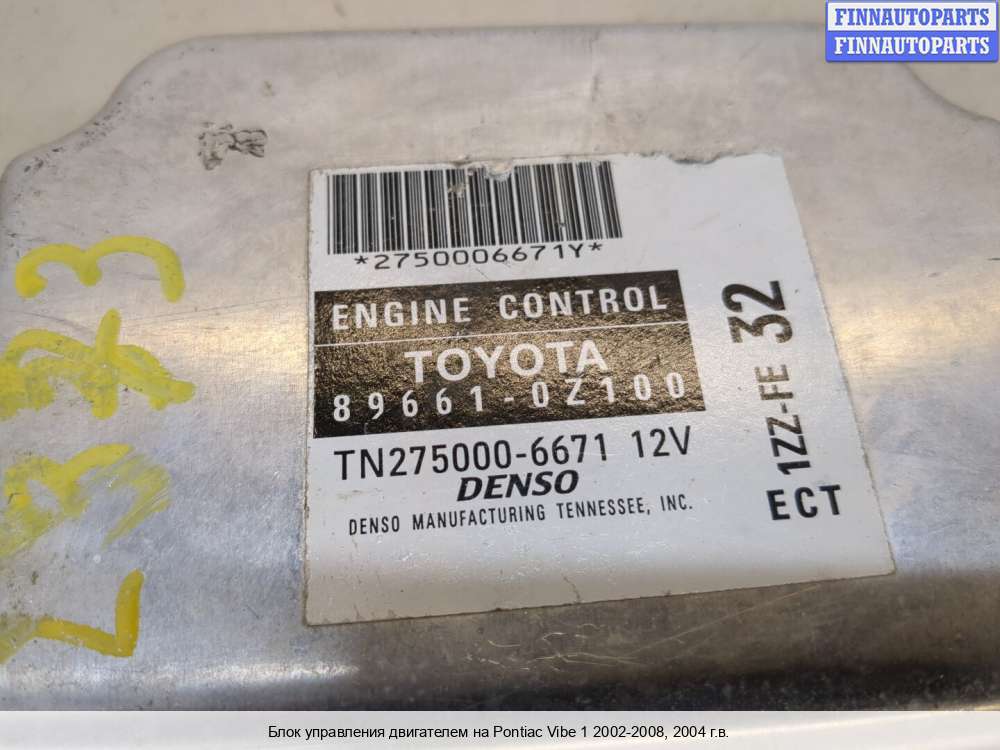 FINNAUTOPARTS
FINNAUTOPARTS
*2750006671Y*
ENGINE CONTROL
TOYOTA
89661-0Z100
TN275000-6671 12V
DENSO
DENSO MANUFACTURING TENNESSEE, INC.
1ZZ-FE 32
ECT
Блок управления двигателем на Pontiac Vibe 1 2002-2008, 2004 г.в.